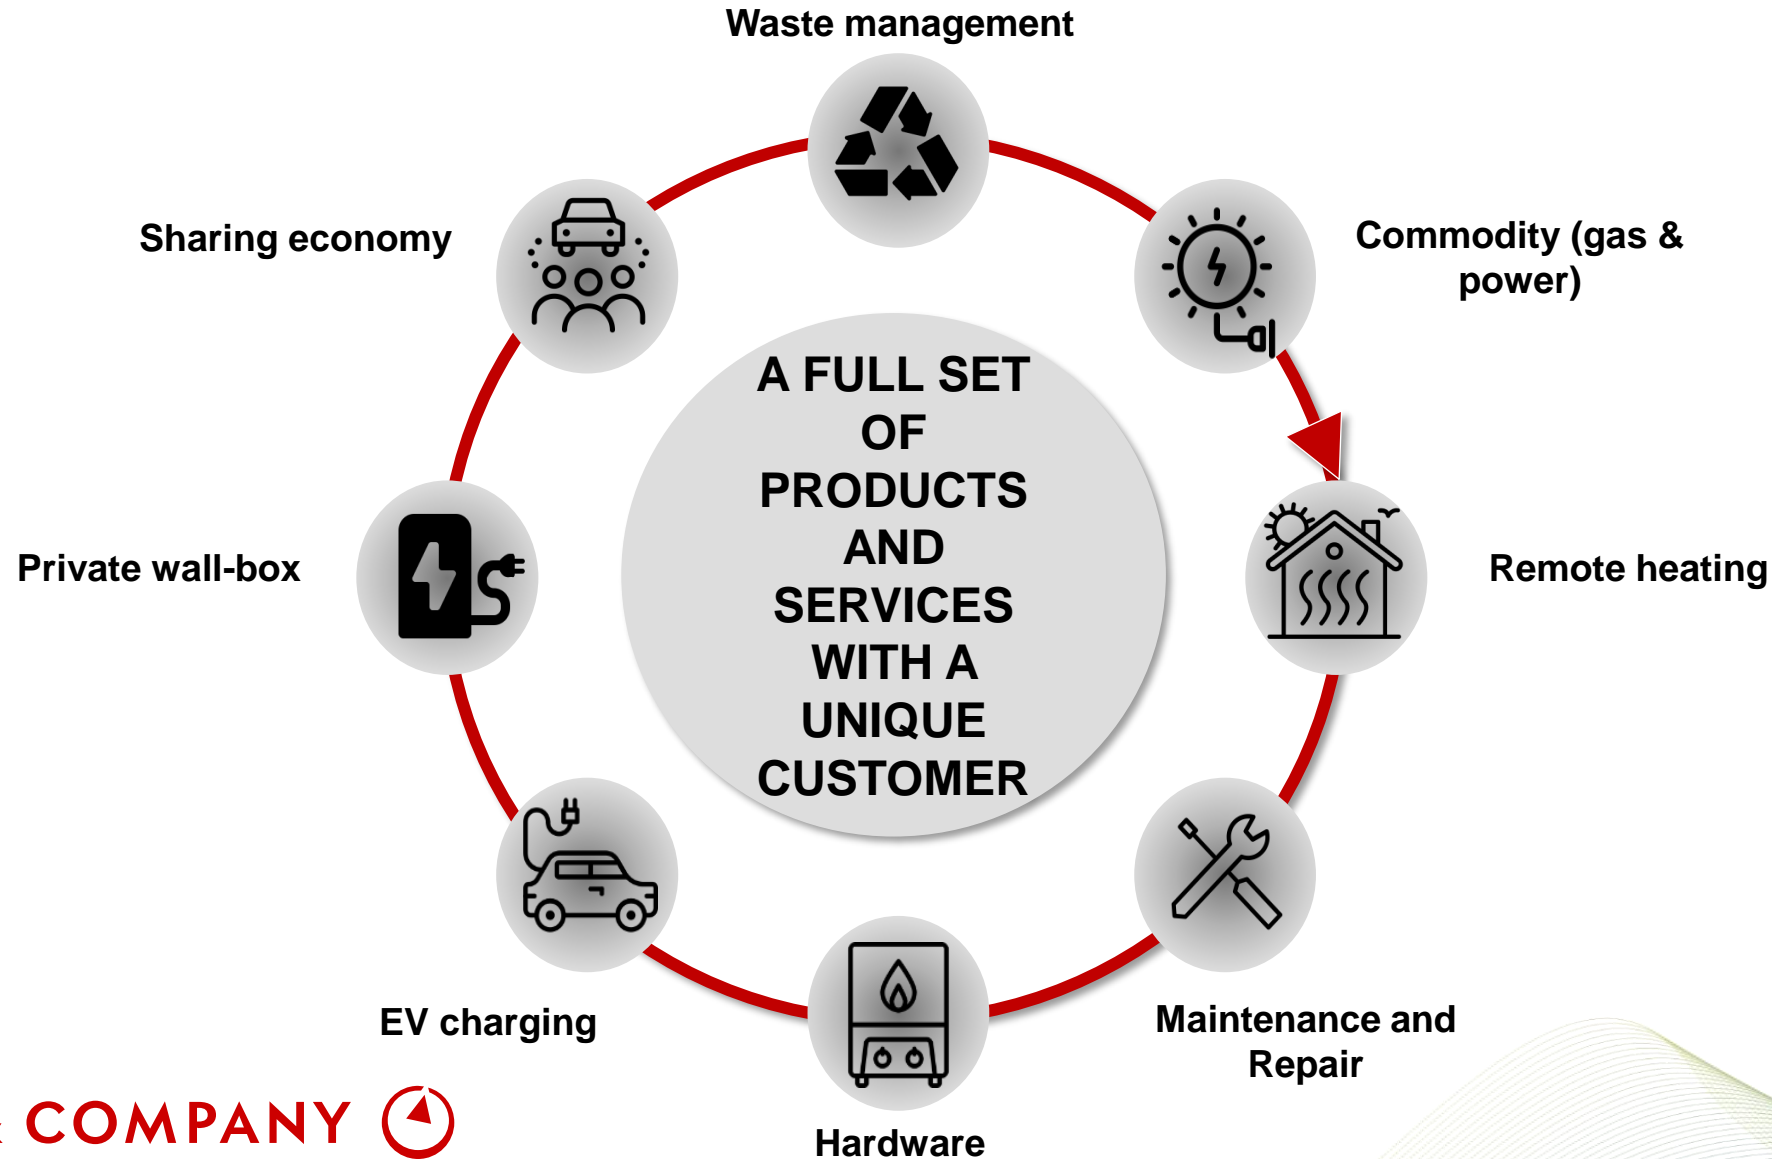 Waste management
Sharing economy
Commodity (gas &
power)
A FULL SET
OF
PRODUCTS
AND
SERVICES
WITH A
UNIQUE
CUSTOMER
Private wall-box
Remote heating
EV charging
Maintenance and
Repair
Hardware
COMPANY